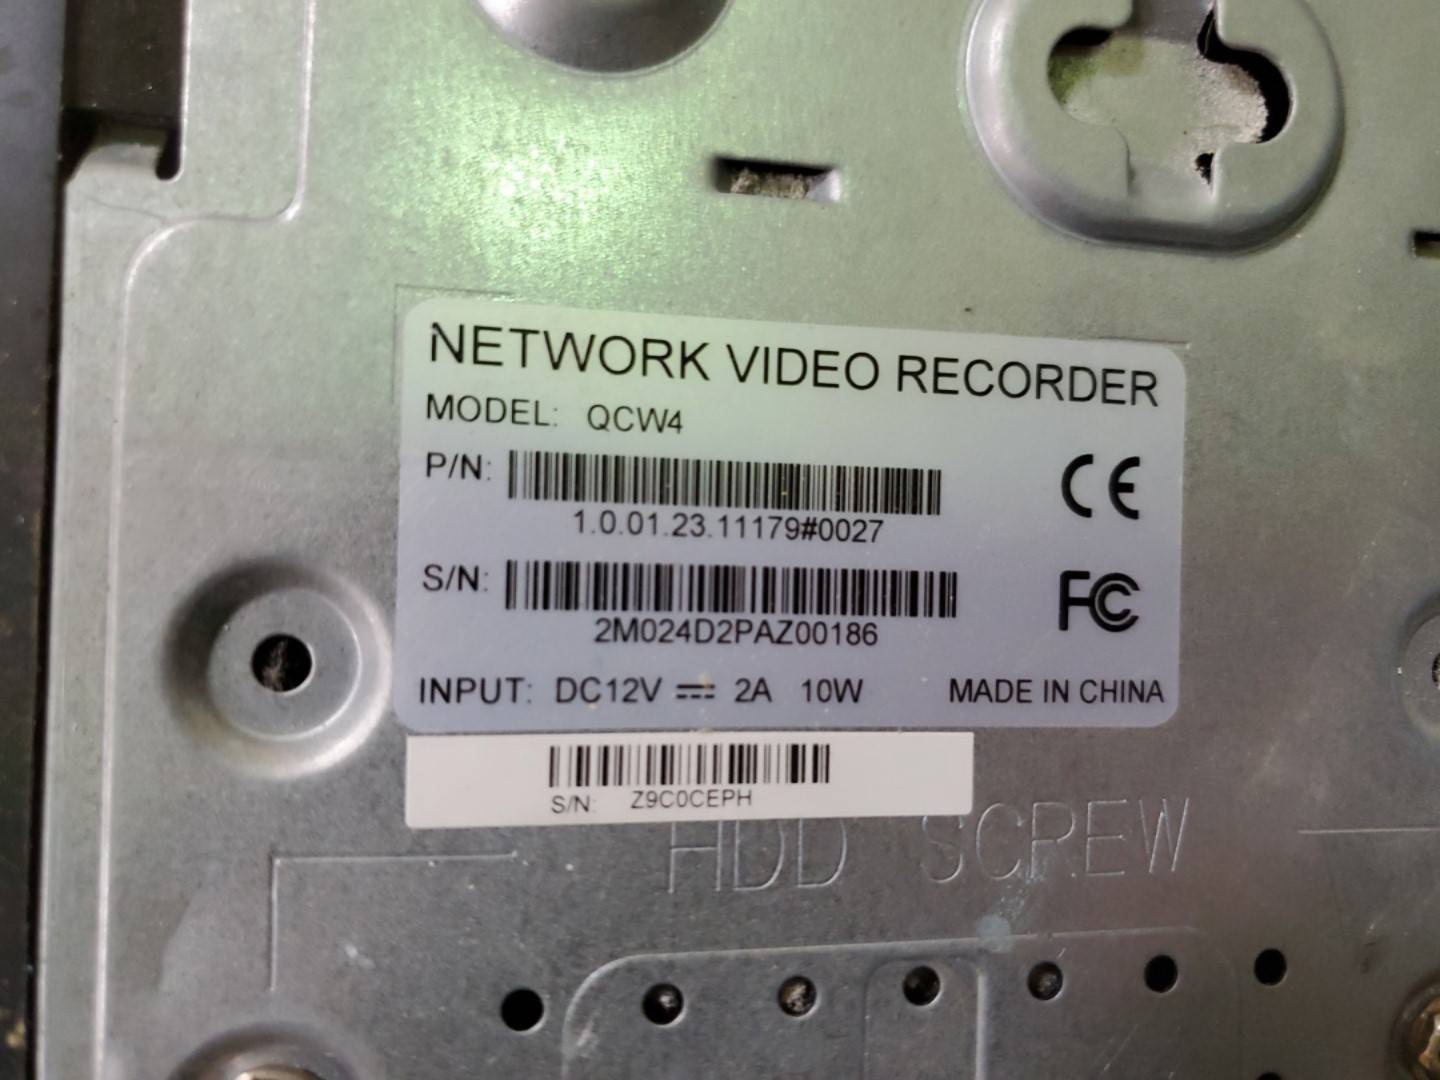 NETWORK VIDEO RECORDER
MODEL: QCW4
P/N:
1.0.01.23.11179#0027
CE
S/N:
2M024D2PAZ00186
FC
INPUT: DC12V ⎓ 2A 10W MADE IN CHINA
S/N: Z9C0CEPH
HDD SCREW